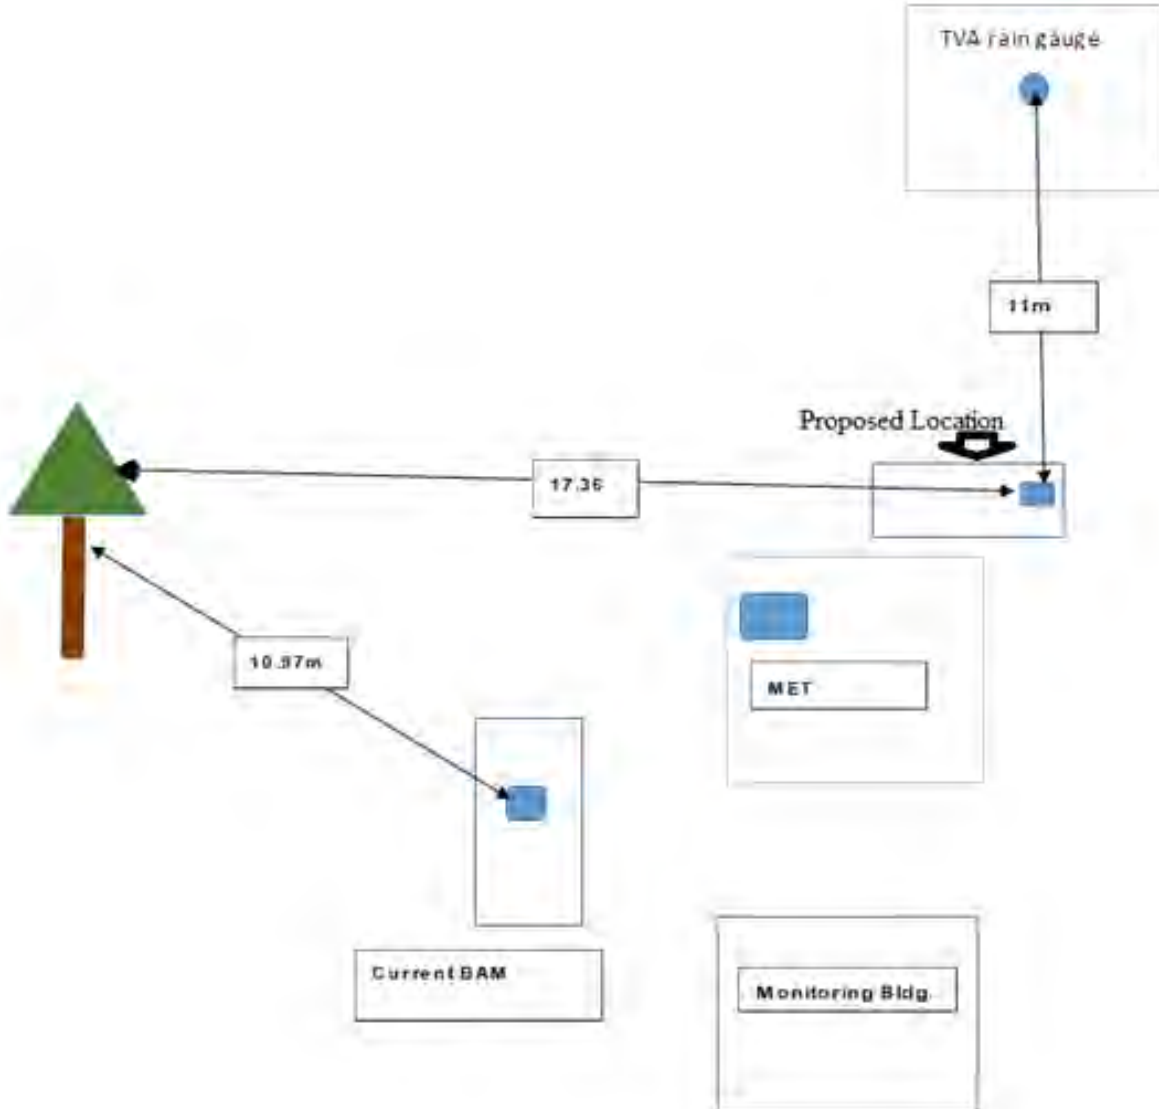 TVA rain gauge
11m
Proposed Location
17.36
10.97m
MET
Current BAM
Monitoring Bldg.